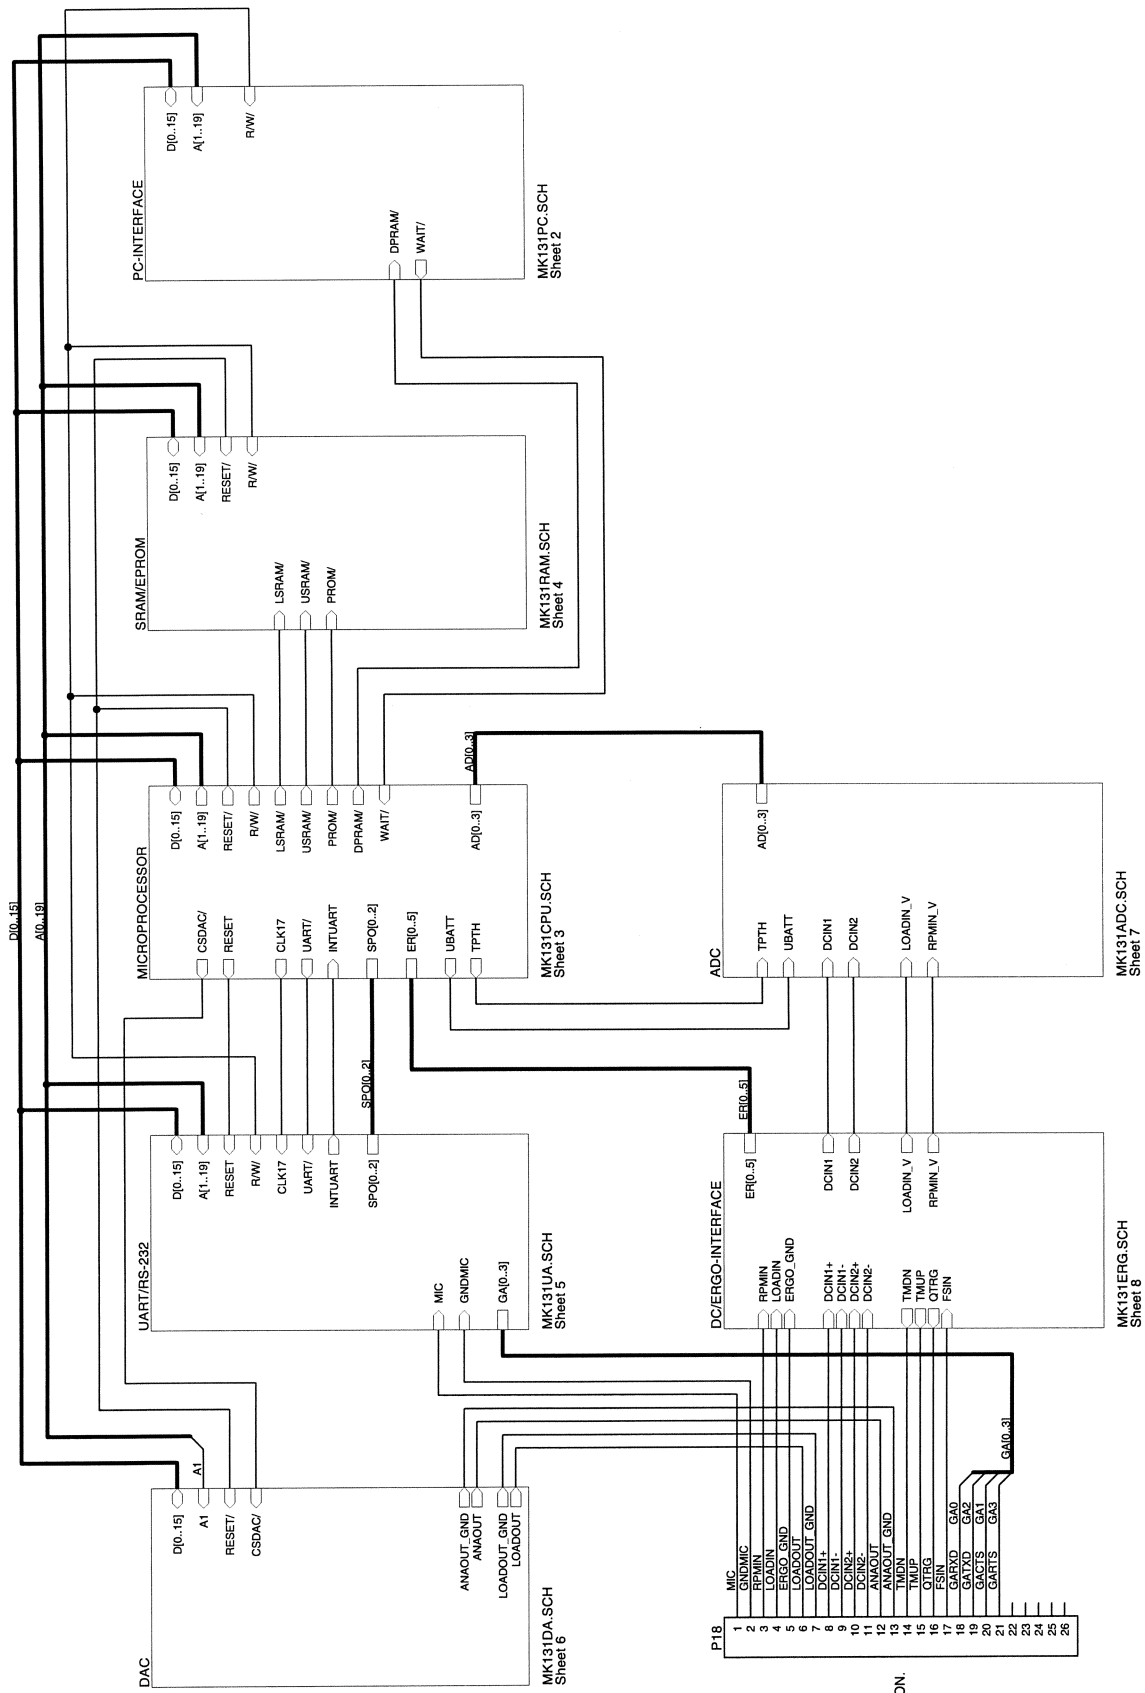 D[0..15]
A[0..19]
PC-INTERFACE
D[0..15]
A[1..19]
R/W/
DPRAM/
WAIT/
MK131PC.SCH
Sheet 2
SRAM/EPROM
D[0..15]
A[1..19]
RESET/
R/W/
LSRAM/
USRAM/
PROM/
MK131RAM.SCH
Sheet 4
MICROPROCESSOR
D[0..15]
A[1..19]
RESET/
R/W/
LSRAM/
USRAM/
PROM/
DPRAM/
WAIT/
AD[0..3]
AD[0..3]
CSDAC/
RESET
CLK17
UART/
INTUART
SPO[0..2]
ER[0..5]
UBATT
TPTH
MK131CPU.SCH
Sheet 3
ADC
AD[0..3]
TPTH
UBATT
DCIN1
DCIN2
LOADIN_V
RPMIN_V
MK131ADC.SCH
Sheet 7
SPO[0..2]
ER[0..5]
UART/RS-232
D[0..15]
A[1..19]
RESET
R/W/
CLK17
UART/
INTUART
SPO[0..2]
MIC
GNDMIC
GA[0..3]
MK131UA.SCH
Sheet 5
DC/ERGO-INTERFACE
ER[0..5]
DCIN1
DCIN2
LOADIN_V
RPMIN_V
RPMIN
LOADIN
ERGO_GND
DCIN1+
DCIN1-
DCIN2+
DCIN2-
TMDN
TMUP
QTRG
FSIN
MK131ERG.SCH
Sheet 8
DAC
D[0..15]
A1
A1
RESET/
CSDAC/
ANAOUT_GND
ANAOUT
LOADOUT_GND
LOADOUT
MK131DA.SCH
Sheet 6
GA[0..3]
P18
MIC 1
GNDMIC 2
RPMIN 3
LOADIN 4
ERGO_GND 5
LOADOUT 6
LOADOUT_GND 7
DCIN1+ 8
DCIN1- 9
DCIN2+ 10
DCIN2- 11
ANAOUT 12
ANAOUT_GND 13
TMDN 14
TMUP 15
QTRG 16
FSIN 17
GARXD GA0 18
GATXD GA2 19
GACTS GA1 20
GARTS GA3 21
22
23
24
25
26
ON.